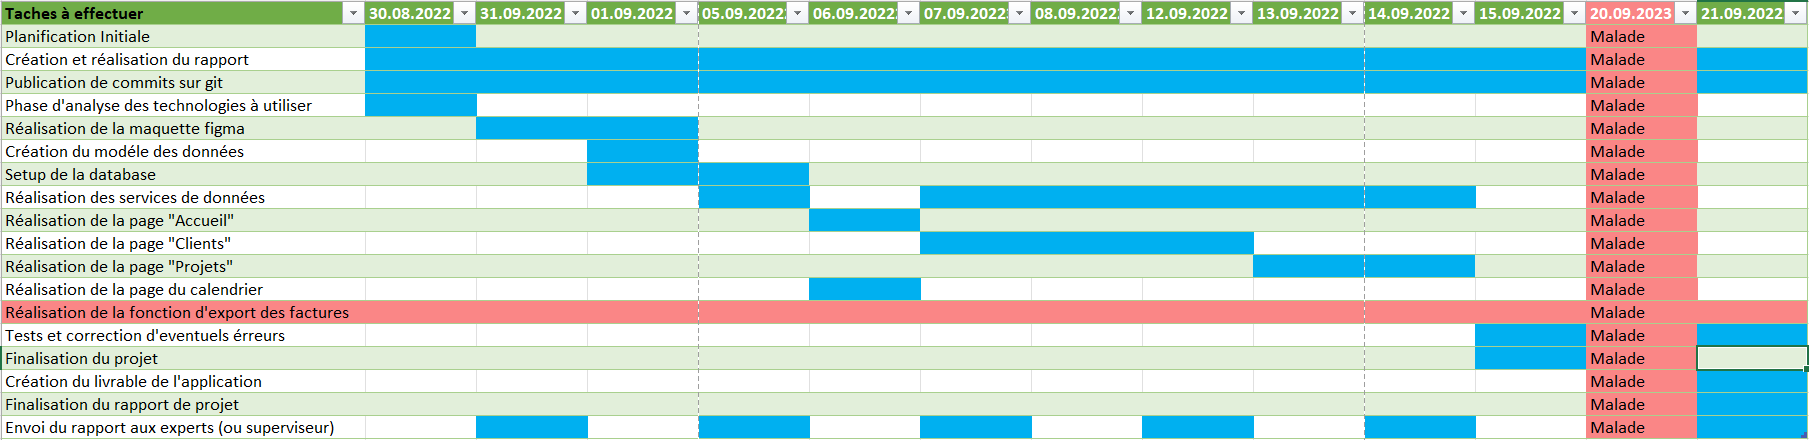 Taches à effectuer 30.08.2022 31.09.2022 01.09.2022 05.09.2022 06.09.2022 07.09.2022 08.09.2022 12.09.2022 13.09.2022 14.09.2022 15.09.2022 20.09.2023 21.09.2022
Planification Initiale Malade
Création et réalisation du rapport Malade
Publication de commits sur git Malade
Phase d'analyse des technologies à utiliser Malade
Réalisation de la maquette figma Malade
Création du modéle des données Malade
Setup de la database Malade
Réalisation des services de données Malade
Réalisation de la page "Accueil" Malade
Réalisation de la page "Clients" Malade
Réalisation de la page "Projets" Malade
Réalisation de la page du calendrier Malade
Réalisation de la fonction d'export des factures Malade
Tests et correction d'eventuels érreurs Malade
Finalisation du projet Malade
Création du livrable de l'application Malade
Finalisation du rapport de projet Malade
Envoi du rapport aux experts (ou superviseur) Malade